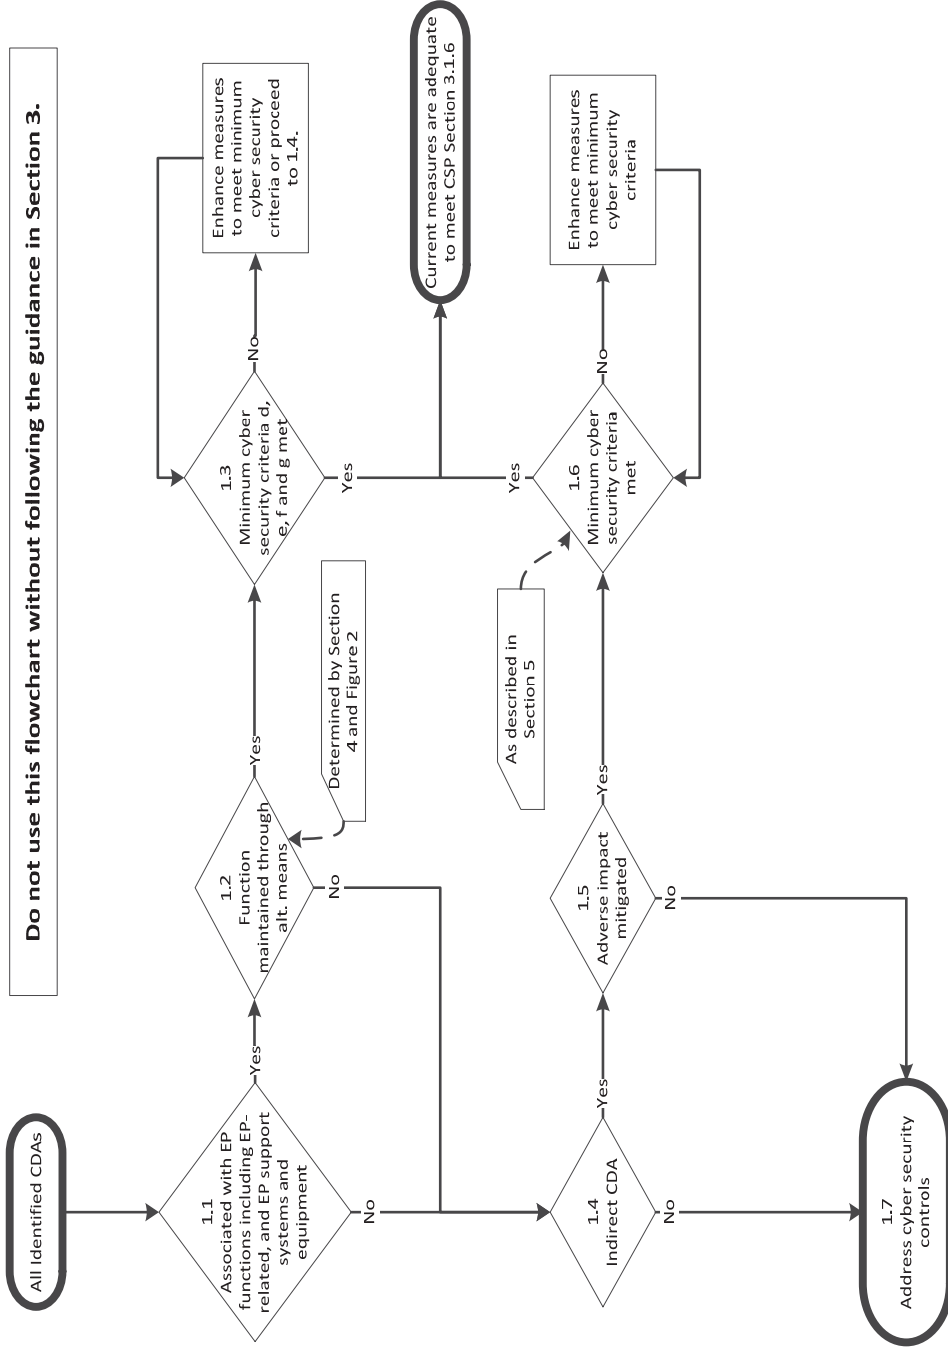 Do not use this flowchart without following the guidance in Section 3.
All Identified CDAs
1.1
Associated with EP
functions including EP-
related, and EP support
systems and
equipment
Yes
No
1.2
Function
maintained through
alt. means
Yes
No
Determined by Section
4 and Figure 2
1.3
Minimum cyber
security criteria d,
e, f and g met
No
Yes
Enhance measures
to meet minimum
cyber security
criteria or proceed
to 1.4.
Current measures are adequate
to meet CSP Section 3.1.6
1.4
Indirect CDA
Yes
No
1.5
Adverse impact
mitigated
Yes
No
As described in
Section 5
1.6
Minimum cyber
security criteria
met
Yes
No
Enhance measures
to meet minimum
cyber security
criteria
1.7
Address cyber security
controls